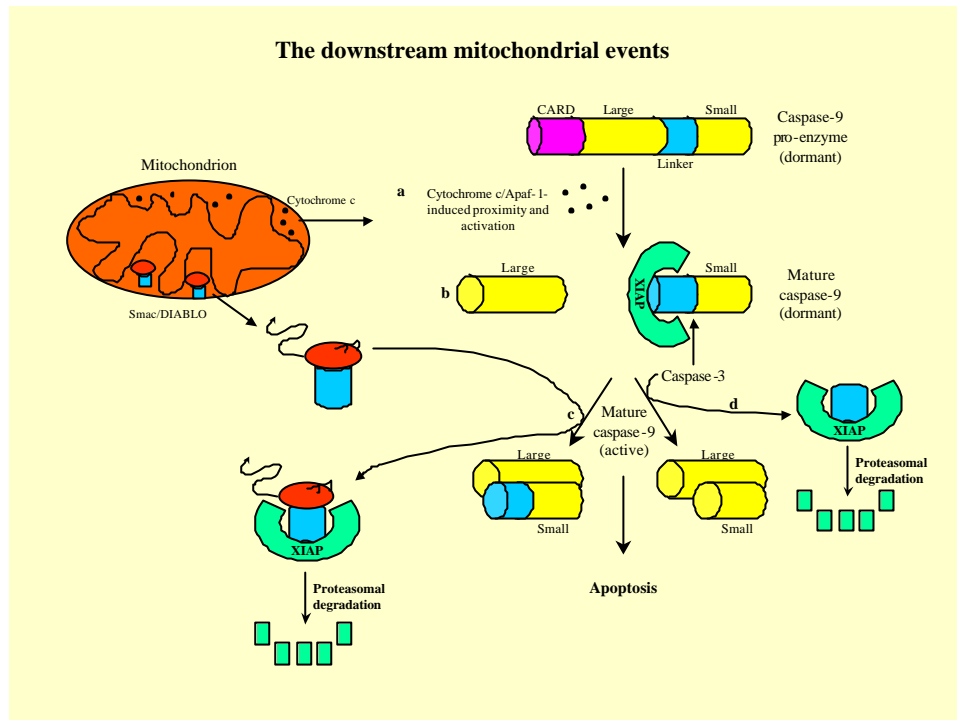 The downstream mitochondrial events
CARD Large Small
Caspase-9
pro-enzyme
(dormant)
Linker
Mitochondrion
Cytochrome c
a
Cytochrome c/Apaf-1-
induced proximity and
activation
Large
b
XIAP
Small
Mature
caspase-9
(dormant)
Smac/DIABLO
Caspase-3
d
c
Mature
caspase-9
(active)
Large
Small
Large
Small
XIAP
Proteasomal
degradation
XIAP
Proteasomal
degradation
Apoptosis